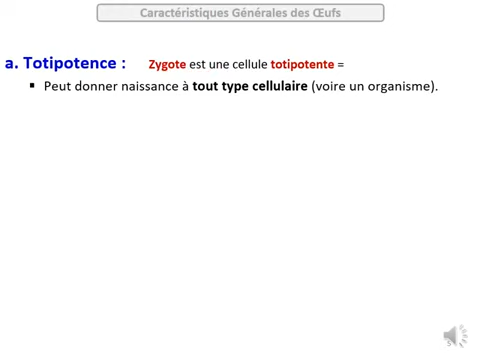 Caractéristiques Générales des Œufs
a. Totipotence : Zygote est une cellule totipotente =
▪ Peut donner naissance à tout type cellulaire (voire un organisme).
5